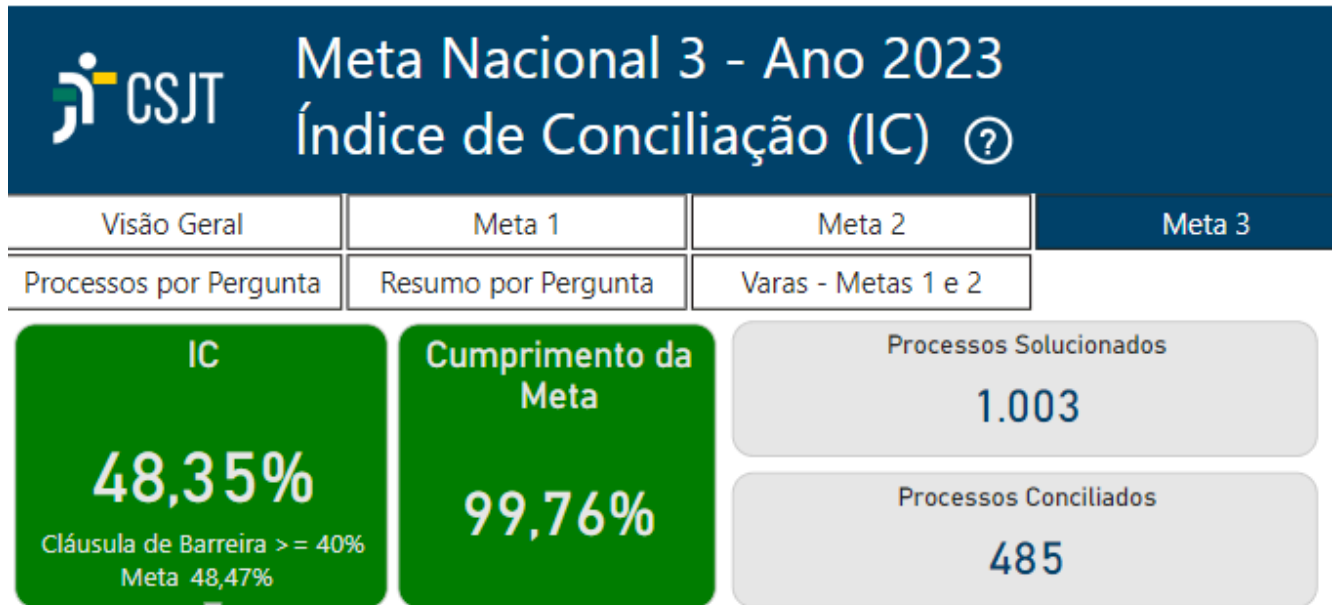 CSJT
Meta Nacional 3 - Ano 2023
Índice de Conciliação (IC) ?
Visão Geral
Meta 1
Meta 2
Meta 3
Processos por Pergunta
Resumo por Pergunta
Varas - Metas 1 e 2
IC
48,35%
Cláusula de Barreira >= 40%
Meta 48,47%
Cumprimento da
Meta
99,76%
Processos Solucionados
1.003
Processos Conciliados
485